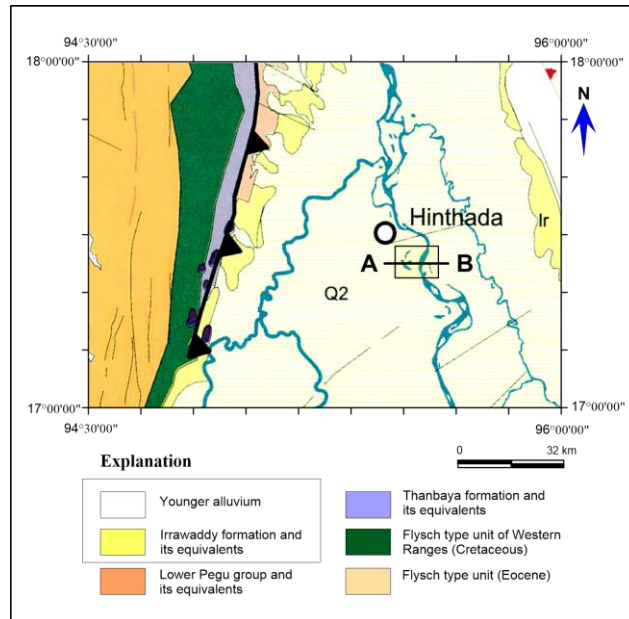 94°30'00"
96°00'00"
18°00'00"
18°00'00"
N
Hinthada
Ir
A
B
Q2
17°00'00"
17°00'00"
94°30'00"
96°00'00"
0 32 km
Explanation
Younger alluvium
Irrawaddy formation and
its equivalents
Lower Pegu group and
its equivalents
Thanbaya formation and
its equivalents
Flysch type unit of Western
Ranges (Cretaceous)
Flysch type unit (Eocene)